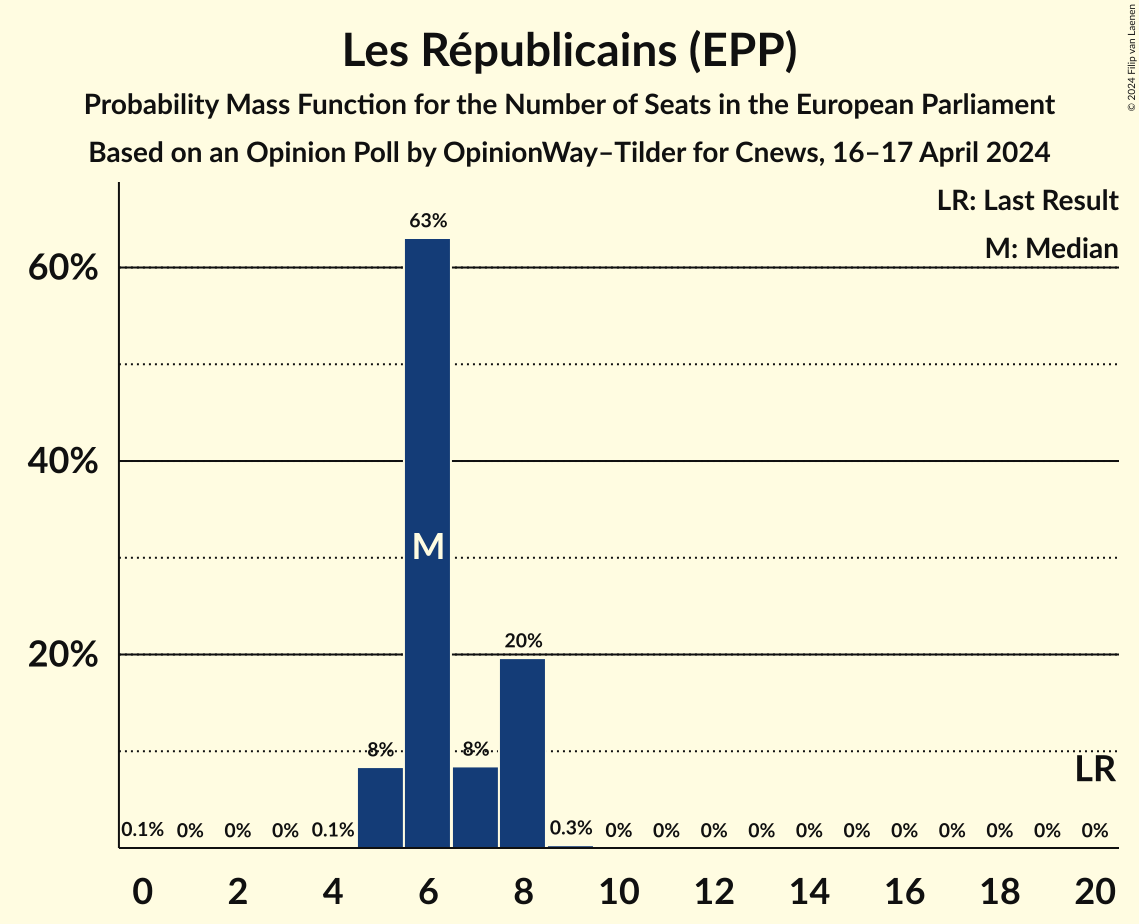 Les Républicains (EPP)
Probability Mass Function for the Number of Seats in the European Parliament
Based on an Opinion Poll by OpinionWay–Tilder for Cnews, 16–17 April 2024
© 2024 Filip van Laenen
LR: Last Result
M: Median
60%
40%
20%
63%
M
20%
8%
8%
LR
0.1% 0% 0% 0% 0.1% 0.3% 0% 0% 0% 0% 0% 0% 0% 0% 0% 0% 0%
0 2 4 6 8 10 12 14 16 18 20